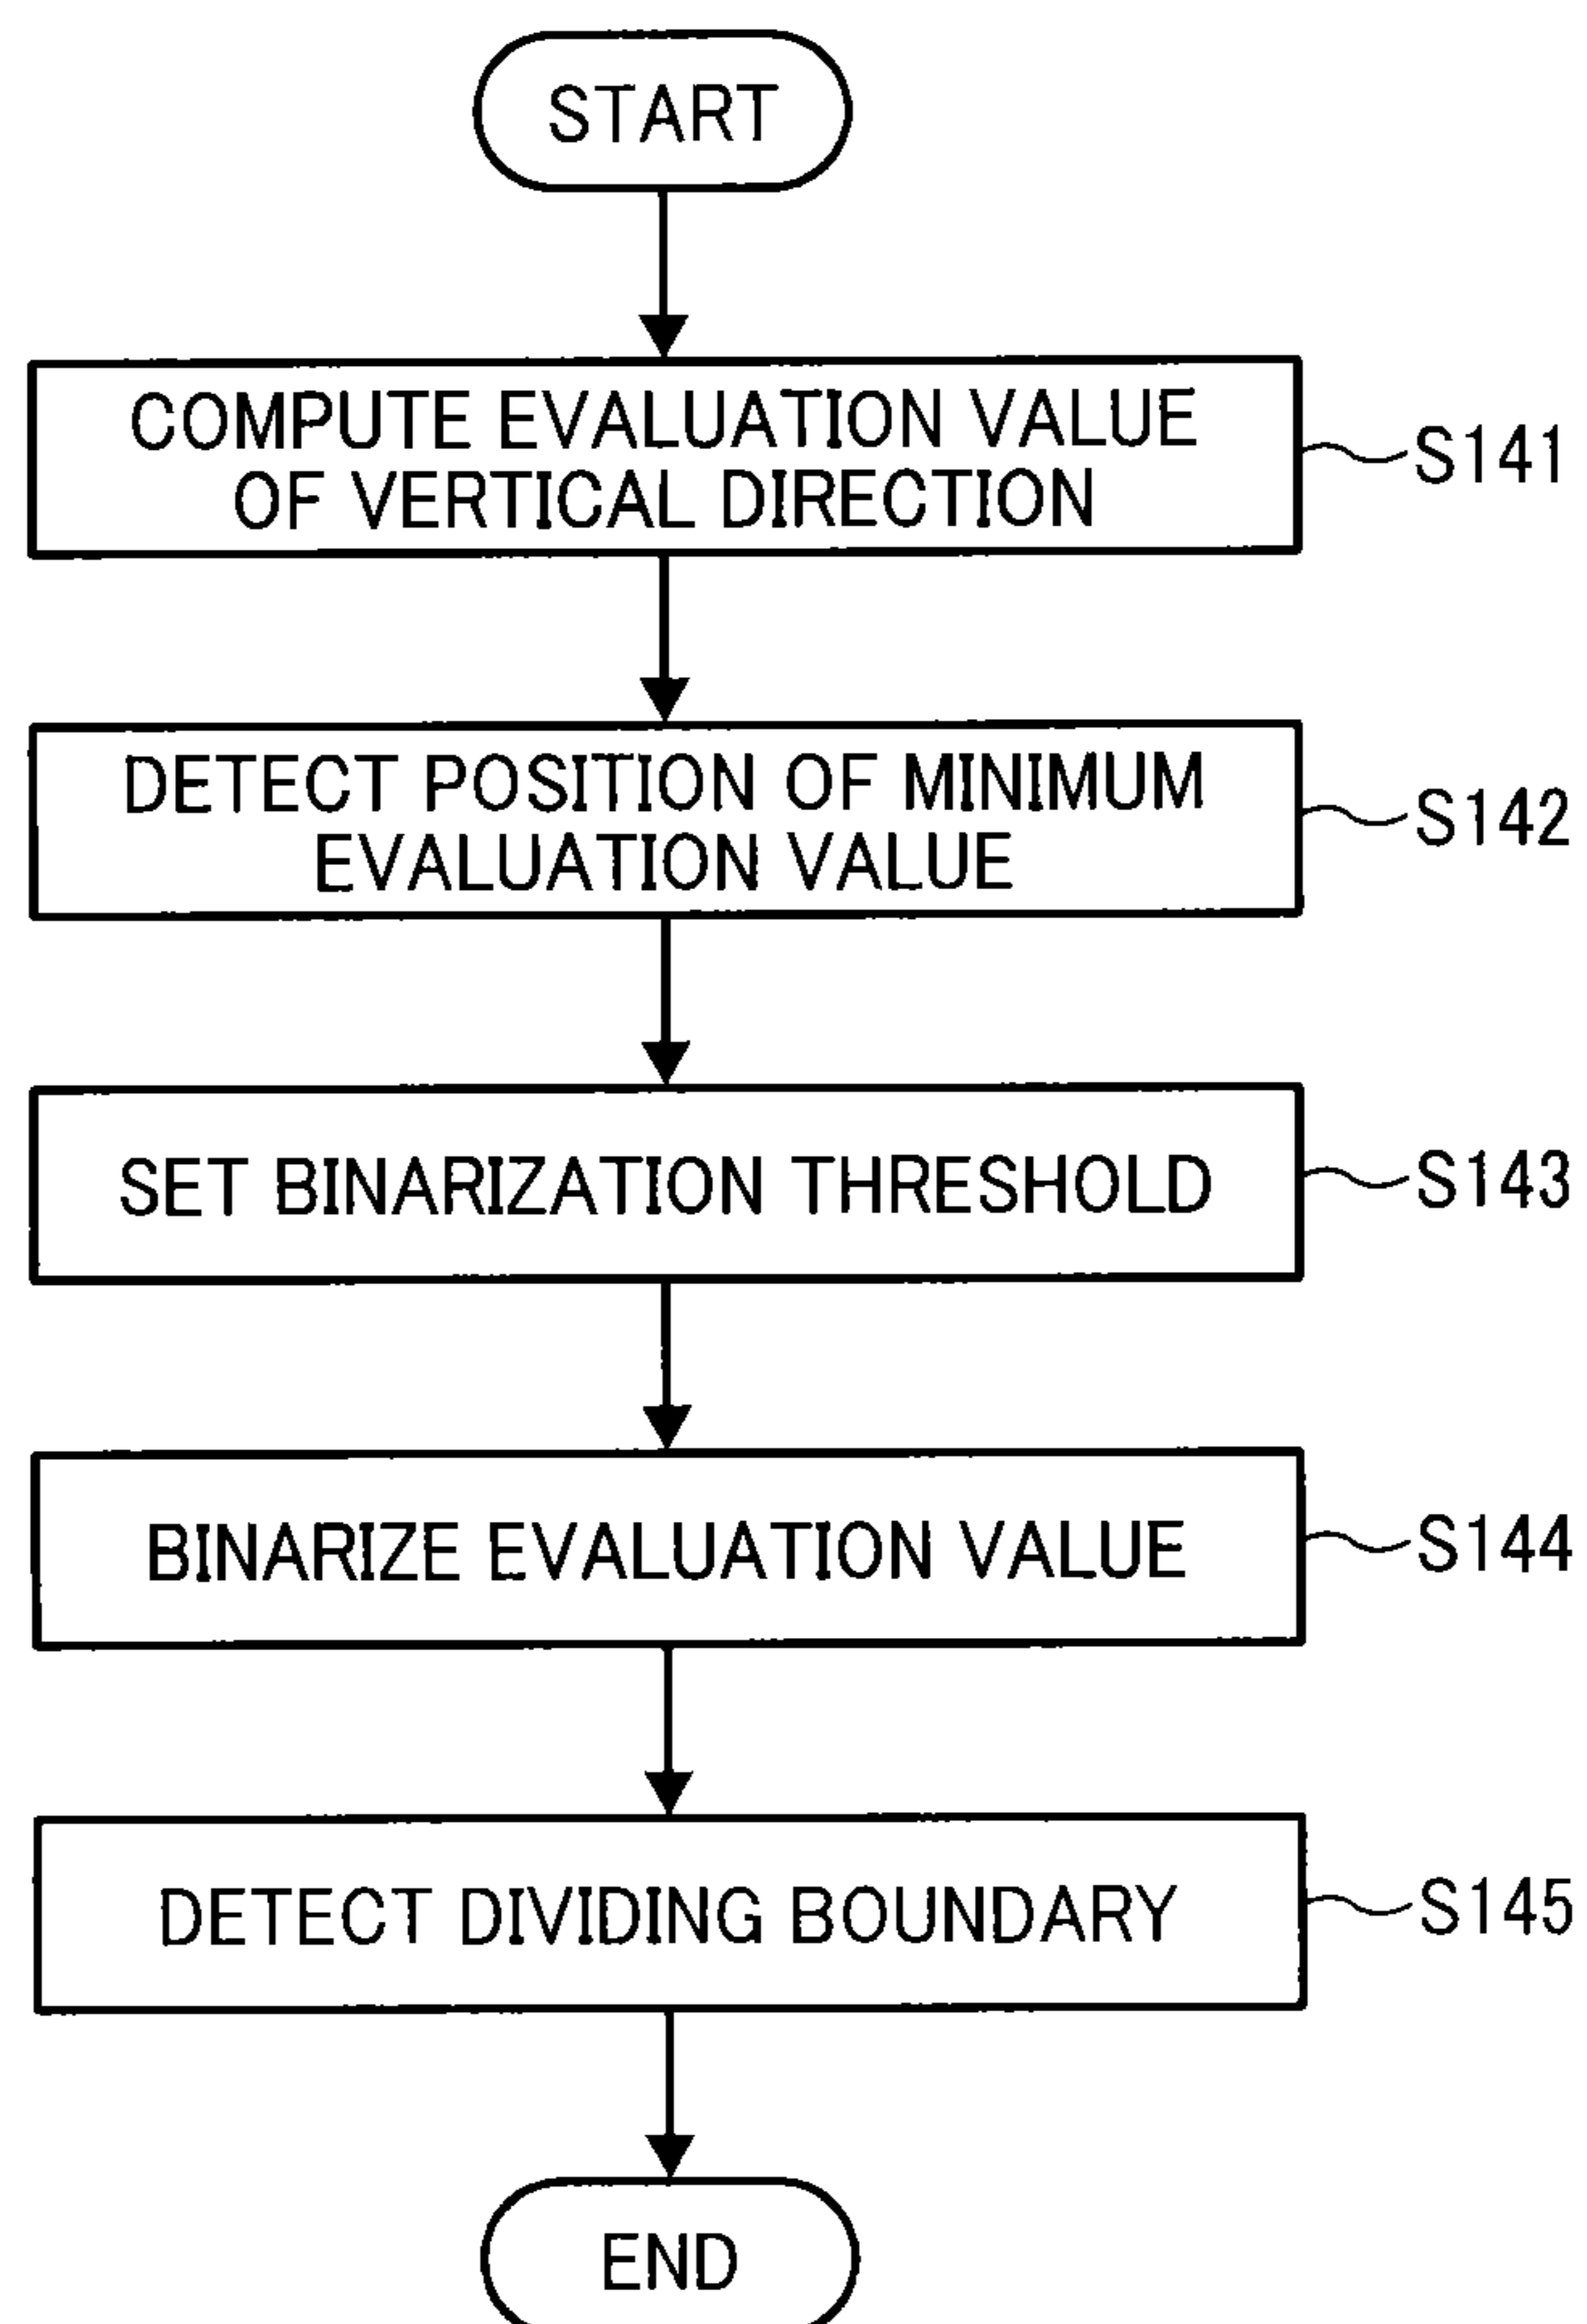 START
COMPUTE EVALUATION VALUE
OF VERTICAL DIRECTION
S141
DETECT POSITION OF MINIMUM
EVALUATION VALUE
S142
SET BINARIZATION THRESHOLD
S143
BINARIZE EVALUATION VALUE
S144
DETECT DIVIDING BOUNDARY
S145
END